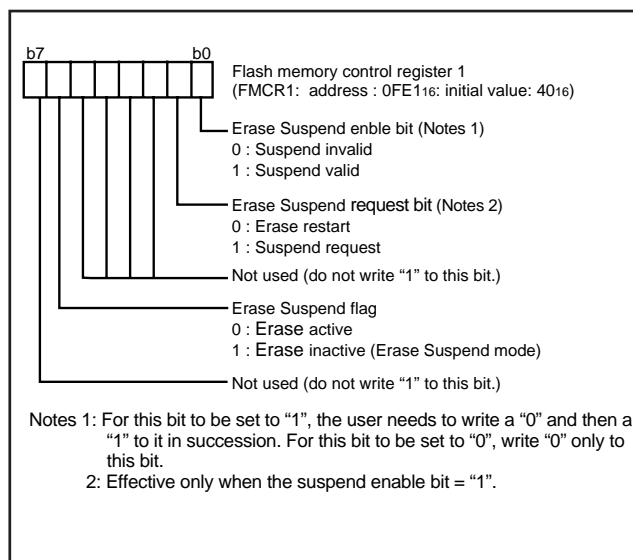 b7 b0
Flash memory control register 1
(FMCR1: address : 0FE116: initial value: 4016)
Erase Suspend enble bit (Notes 1)
0 : Suspend invalid
1 : Suspend valid
Erase Suspend request bit (Notes 2)
0 : Erase restart
1 : Suspend request
Not used (do not write “1” to this bit.)
Erase Suspend flag
0 : Erase active
1 : Erase inactive (Erase Suspend mode)
Not used (do not write “1” to this bit.)
Notes 1: For this bit to be set to “1”, the user needs to write a “0” and then a
“1” to it in succession. For this bit to be set to “0”, write “0” only to
this bit.
2: Effective only when the suspend enable bit = “1”.